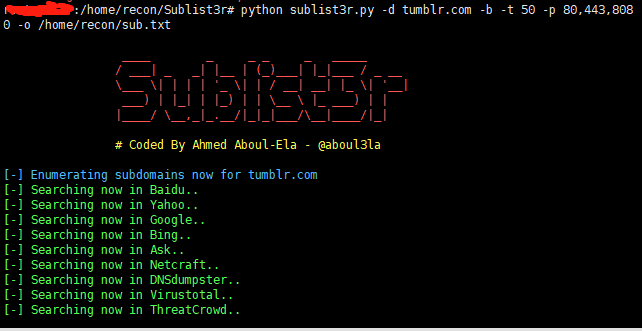 :/home/recon/Sublist3r# python sublist3r.py -d tumblr.com -b -t 50 -p 80,443,808
0 -o /home/recon/sub.txt
Sublist3r
# Coded By Ahmed Aboul-Ela - @aboul3la
[-] Enumerating subdomains now for tumblr.com
[-] Searching now in Baidu..
[-] Searching now in Yahoo..
[-] Searching now in Google..
[-] Searching now in Bing..
[-] Searching now in Ask..
[-] Searching now in Netcraft..
[-] Searching now in DNSdumpster..
[-] Searching now in Virustotal..
[-] Searching now in ThreatCrowd..